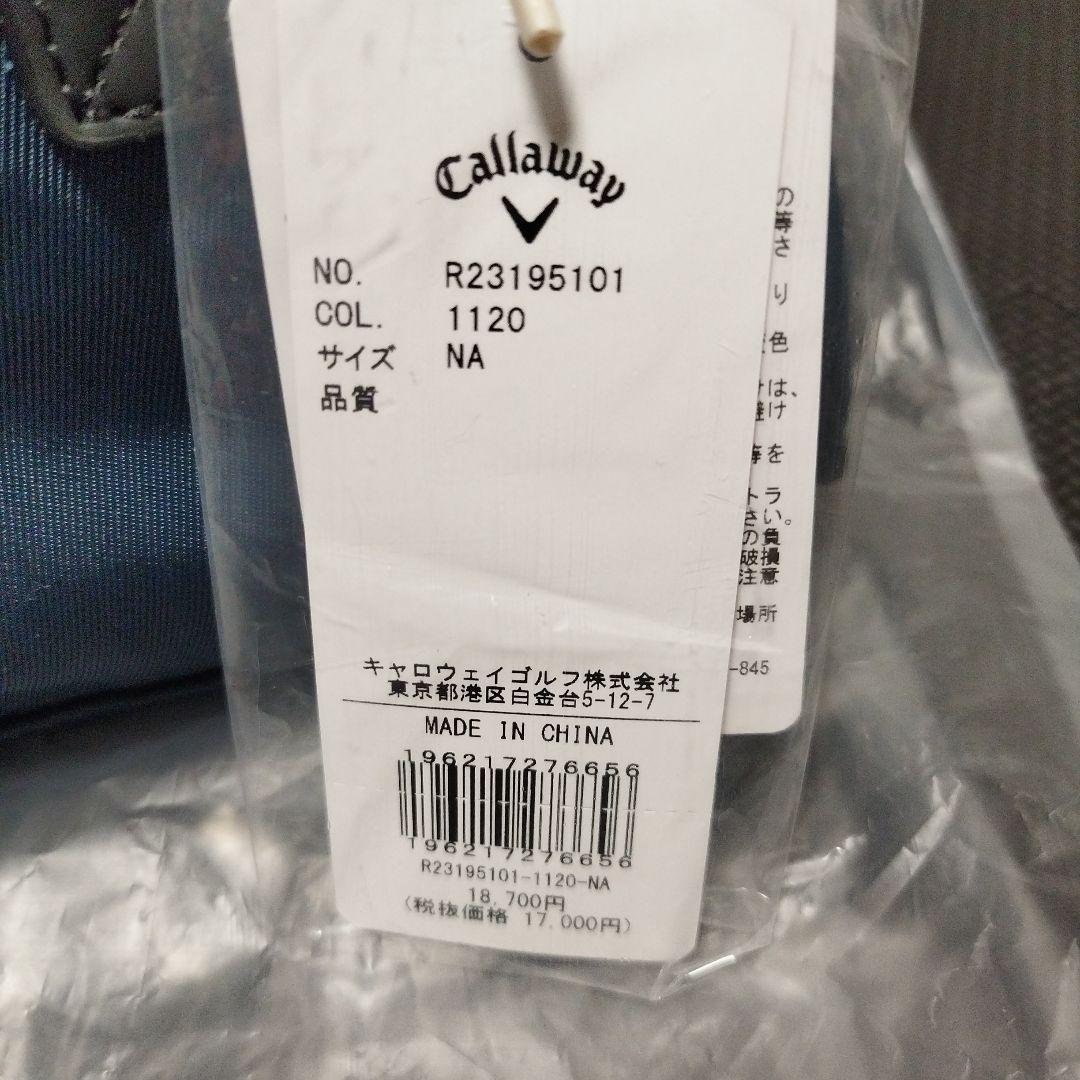 Callaway
NO. R23195101
COL. 1120
サイズ NA
品質
キャロウェイゴルフ株式会社
東京都港区白金台5-12-7
MADE IN CHINA
196217276656
196217276656
R23195101-1120-NA
18,700円
(税抜価格 17,000円)
の
等
さ
り
色
は、
避け
等を
トラ
さい。
の負
破損
注意
場所
-845